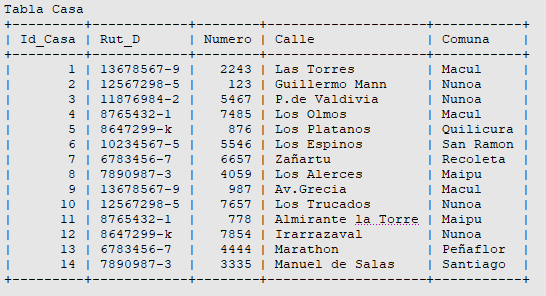 Tabla Casa
+---------+------------+--------+--------------------+------------+
| Id_Casa | Rut_D      | Numero | Calle              | Comuna     |
+---------+------------+--------+--------------------+------------+
|       1 | 13678567-9 |   2243 | Las Torres         | Macul      |
|       2 | 12567298-5 |    123 | Guillermo Mann     | Nunoa      |
|       3 | 11876984-2 |   5467 | P.de Valdivia      | Nunoa      |
|       4 | 8765432-1  |   7485 | Los Olmos          | Macul      |
|       5 | 8647299-k  |    876 | Los Platanos       | Quilicura  |
|       6 | 10234567-5 |   5546 | Los Espinos        | San Ramon  |
|       7 | 6783456-7  |   6657 | Zañartu            | Recoleta   |
|       8 | 7890987-3  |   4059 | Los Alerces        | Maipu      |
|       9 | 13678567-9 |    987 | Av.Grecia          | Macul      |
|      10 | 12567298-5 |   7657 | Los Trucados       | Nunoa      |
|      11 | 8765432-1  |    778 | Almirante la Torre | Maipu      |
|      12 | 8647299-k  |   7854 | Irarrazaval        | Nunoa      |
|      13 | 6783456-7  |   4444 | Marathon           | Peñaflor   |
|      14 | 7890987-3  |   3335 | Manuel de Salas    | Santiago   |
+---------+------------+--------+--------------------+------------+